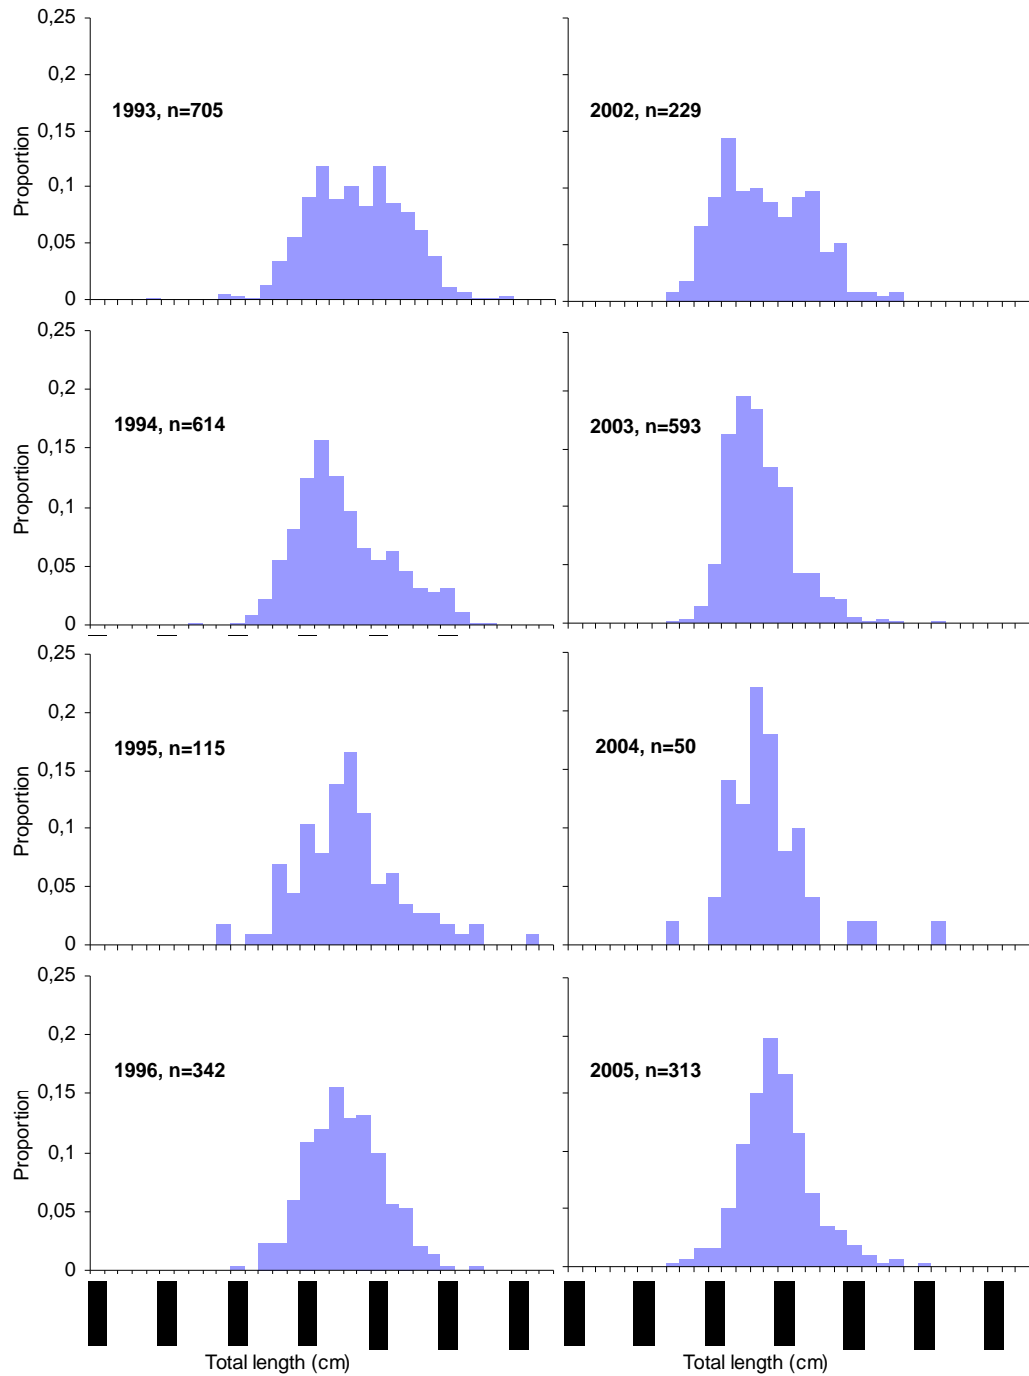 0,25
0,2
0,15
0,1
0,05
0
Proportion
1993, n=705
2002, n=229
0,25
0,2
0,15
0,1
0,05
0
Proportion
1994, n=614
2003, n=593
0,25
0,2
0,15
0,1
0,05
0
Proportion
1995, n=115
2004, n=50
0,25
0,2
0,15
0,1
0,05
0
Proportion
1996, n=342
2005, n=313
Total length (cm)
Total length (cm)